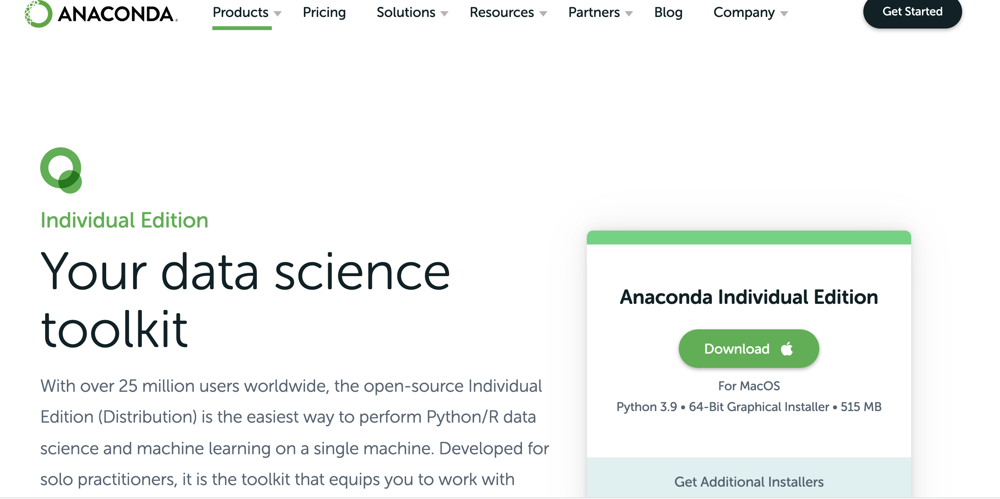 ANACONDA®
Products Pricing Solutions Resources Partners Blog Company Get Started
Individual Edition
Your data science
toolkit
With over 25 million users worldwide, the open-source Individual
Edition (Distribution) is the easiest way to perform Python/R data
science and machine learning on a single machine. Developed for
solo practitioners, it is the toolkit that equips you to work with
Anaconda Individual Edition
Download
For MacOS
Python 3.9 • 64-Bit Graphical Installer • 515 MB
Get Additional Installers